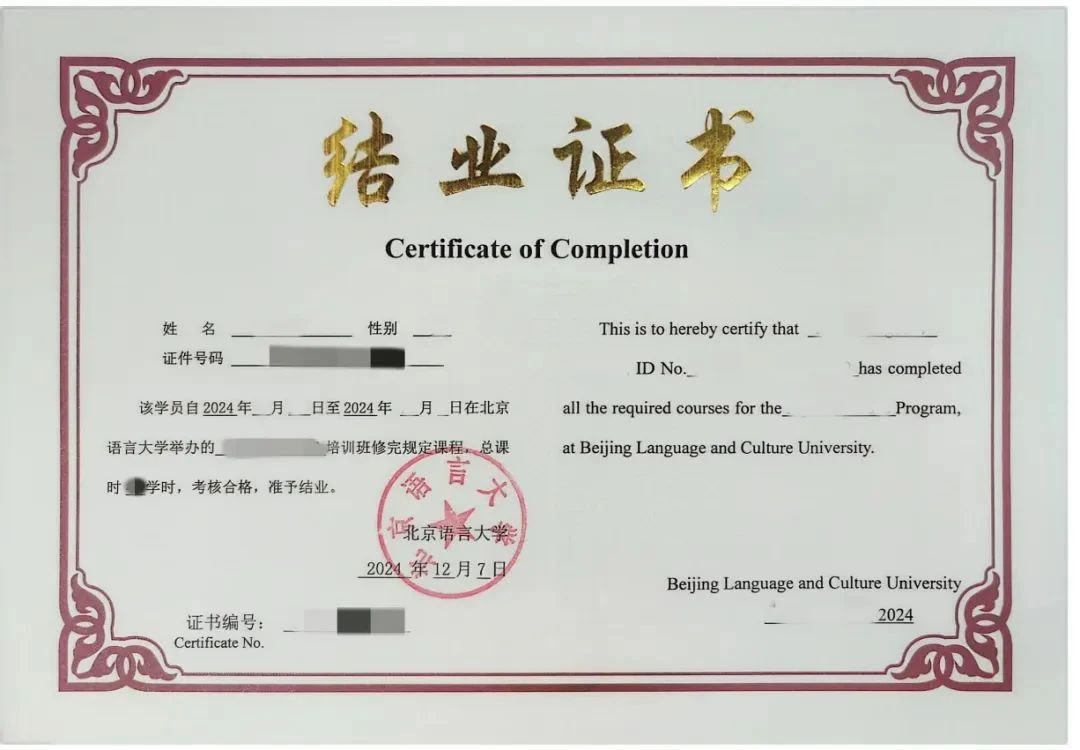 结业证书
Certificate of Completion
姓 名 性别
证件号码
该学员自2024年 月 日至2024年 月 日在北京
语言大学举办的 培训班修完规定课程，总课
时 学时，考核合格，准予结业。
北京语言大学
北京语言大学
2024 年 12 月 7 日
证书编号：
Certificate No.
This is to hereby certify that
ID No. has completed
all the required courses for the Program,
at Beijing Language and Culture University.
Beijing Language and Culture University
2024